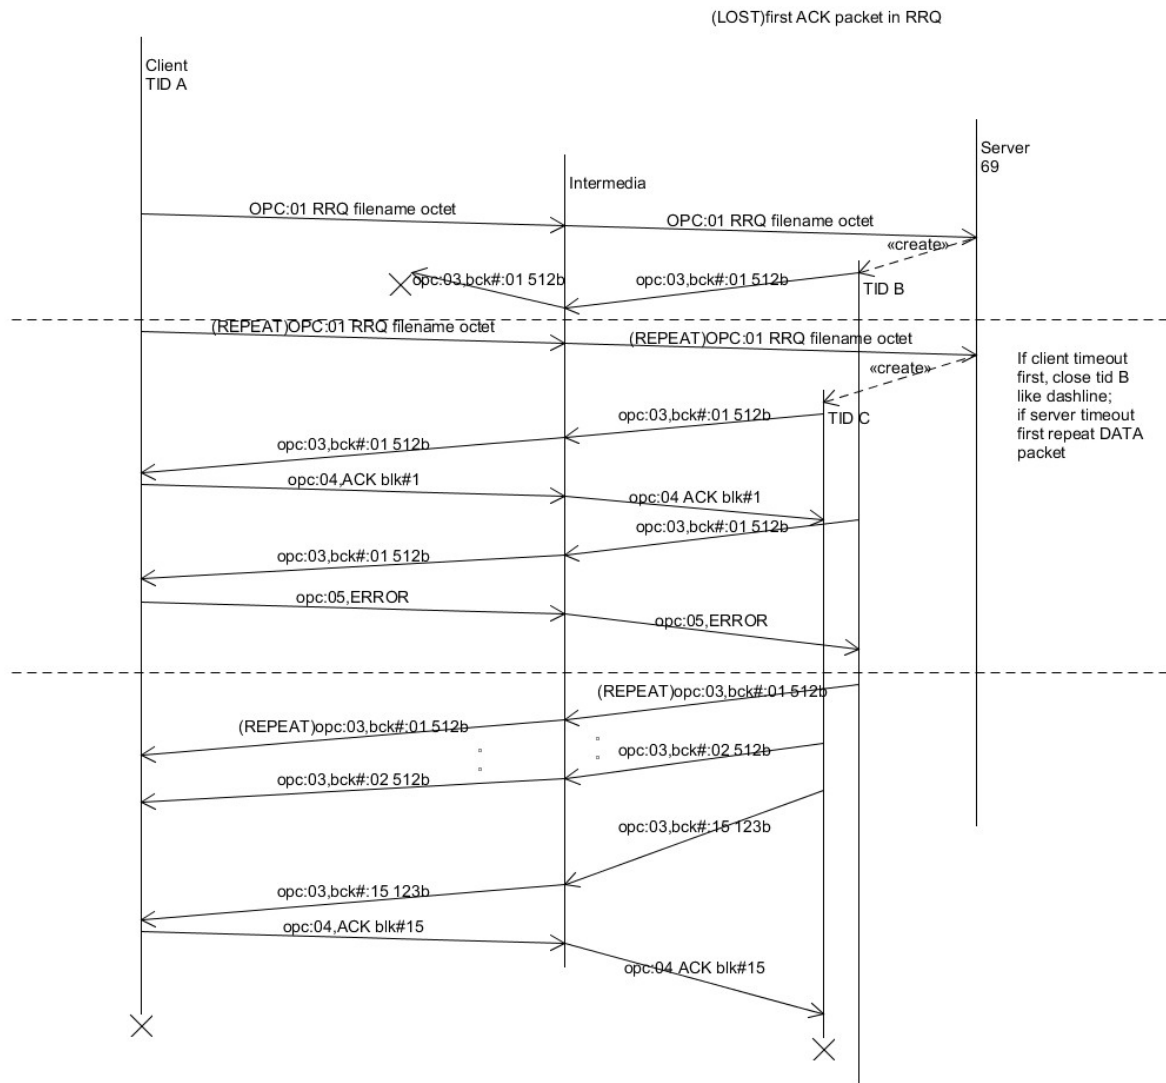 (LOST)first ACK packet in RRQ
Client
TID A
Server
69
Intermedia
OPC:01 RRQ filename octet
OPC:01 RRQ filename octet
«create»
opc:03,bck#:01 512b
opc:03,bck#:01 512b
TID B
(REPEAT)OPC:01 RRQ filename octet
(REPEAT)OPC:01 RRQ filename octet
«create»
If client timeout
first, close tid B
like dashline;
if server timeout
first repeat DATA
packet
opc:03,bck#:01 512b
TID C
opc:03,bck#:01 512b
opc:04,ACK blk#1
opc:04 ACK blk#1
opc:03,bck#:01 512b
opc:03,bck#:01 512b
opc:05,ERROR
opc:05,ERROR
(REPEAT)opc:03,bck#:01 512b
(REPEAT)opc:03,bck#:01 512b
opc:03,bck#:02 512b
opc:03,bck#:02 512b
opc:03,bck#:15 123b
opc:03,bck#:15 123b
opc:04,ACK blk#15
opc:04 ACK blk#15